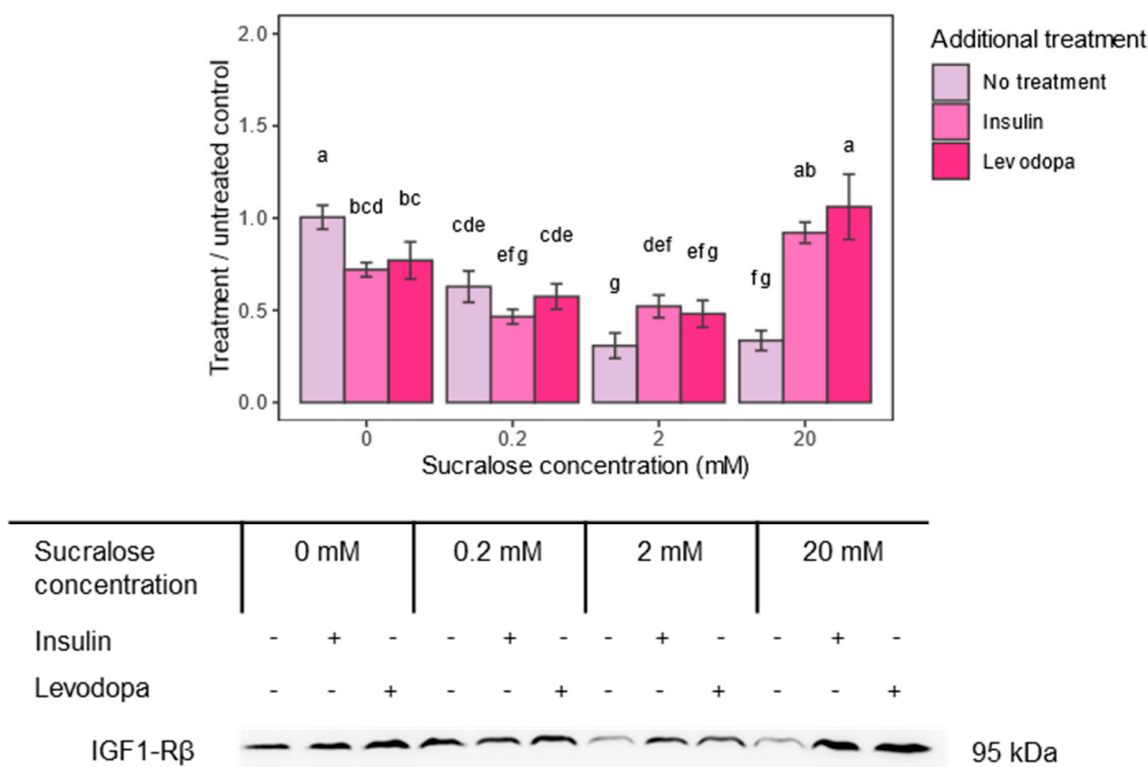 2.0
1.5
1.0
0.5
0.0
Treatment / untreated control
a
bcd
bc
cde
efg
cde
g
def
efg
fg
ab
a
0
0.2
2
20
Sucralose concentration (mM)
Additional treatment
No treatment
Insulin
Levodopa
Sucralose concentration 0 mM 0.2 mM 2 mM 20 mM
Insulin - + - - + - - + - - + -
Levodopa - - + - - + - - + - - +
IGF1-Rβ 95 kDa